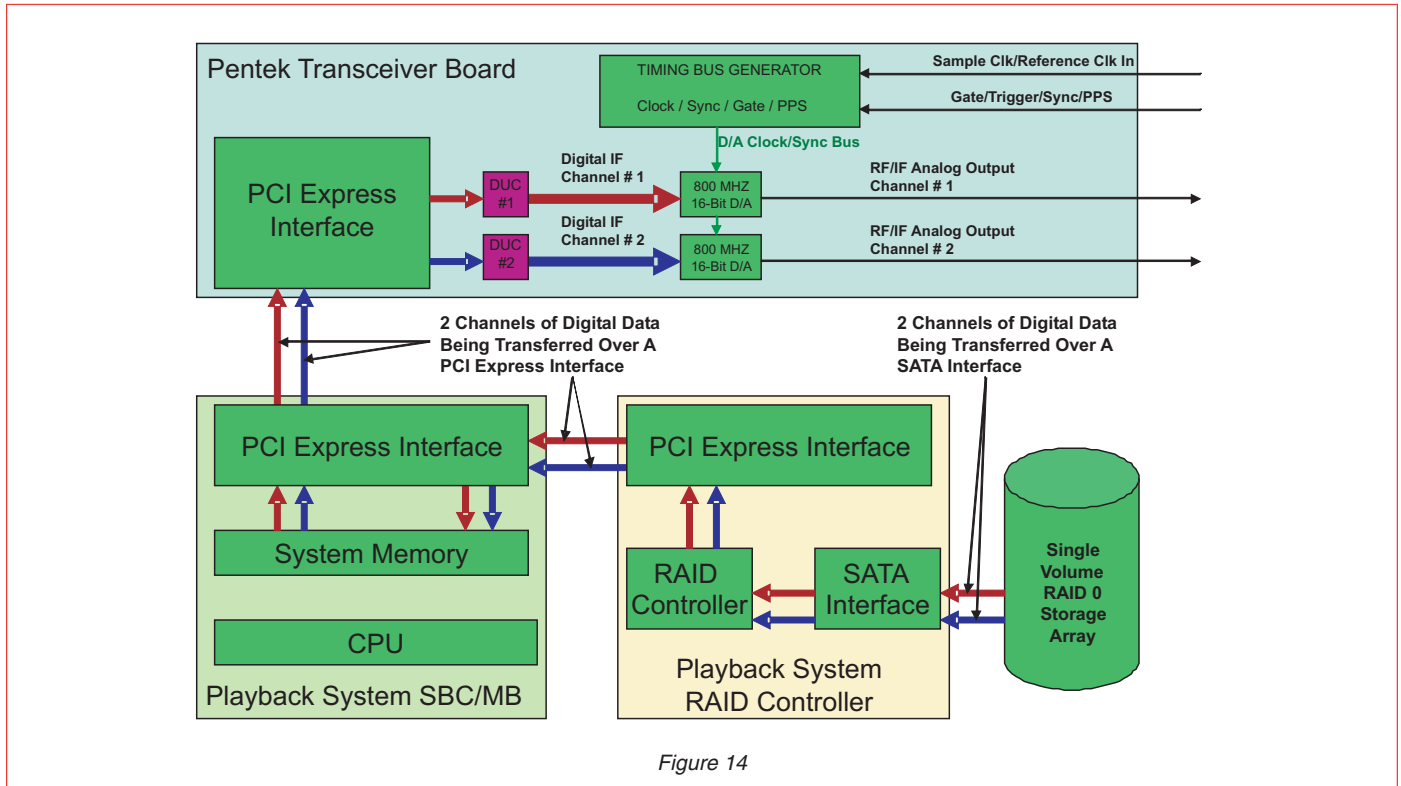 Pentek Transceiver Board
TIMING BUS GENERATOR
Clock / Sync / Gate / PPS
Sample Clk/Reference Clk In
Gate/Trigger/Sync/PPS
D/A Clock/Sync Bus
PCI Express
Interface
DUC
#1
Digital IF
Channel # 1
800 MHZ
16-Bit D/A
RF/IF Analog Output
Channel # 1
DUC
#2
Digital IF
Channel # 2
800 MHZ
16-Bit D/A
RF/IF Analog Output
Channel # 2
2 Channels of Digital Data
Being Transferred Over A
PCI Express Interface
2 Channels of Digital Data
Being Transferred Over A
SATA Interface
PCI Express Interface
System Memory
CPU
Playback System SBC/MB
PCI Express Interface
RAID
Controller
SATA
Interface
Playback System
RAID Controller
Single
Volume
RAID 0
Storage
Array
Figure 14